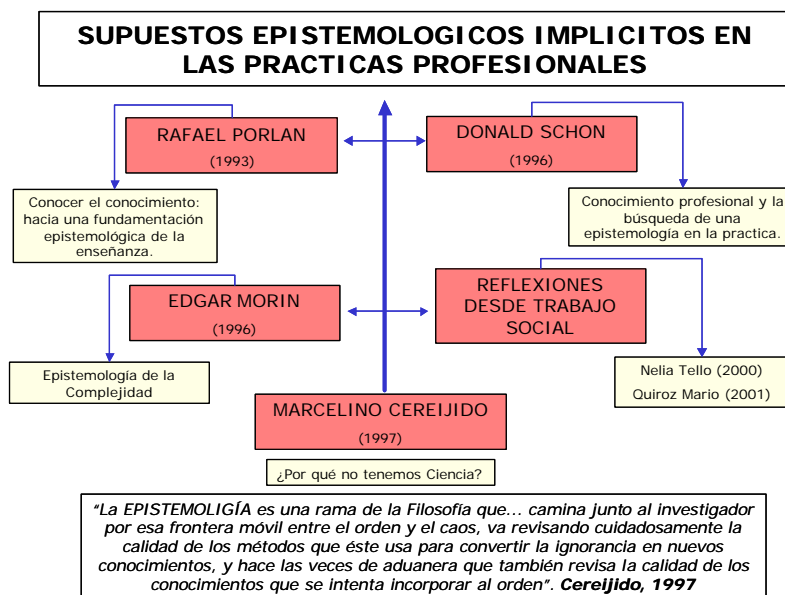 SUPUESTOS EPISTEMOLOGICOS IMPLICITOS EN
LAS PRACTICAS PROFESIONALES
RAFAEL PORLAN
(1993)
DONALD SCHON
(1996)
Conocer el conocimiento:
hacia una fundamentación
epistemológica de la
enseñanza.
Conocimiento profesional y la
búsqueda de una
epistemología en la practica.
EDGAR MORIN
(1996)
REFLEXIONES
DESDE TRABAJO
SOCIAL
Epistemología de la
Complejidad
Nelia Tello (2000)
Quiroz Mario (2001)
MARCELINO CEREIJIDO
(1997)
¿Por qué no tenemos Ciencia?
"La EPISTEMOLIGÍA es una rama de la Filosofía que... camina junto al investigador
por esa frontera móvil entre el orden y el caos, va revisando cuidadosamente la
calidad de los métodos que éste usa para convertir la ignorancia en nuevos
conocimientos, y hace las veces de aduanera que también revisa la calidad de los
conocimientos que se intenta incorporar al orden". Cereijido, 1997